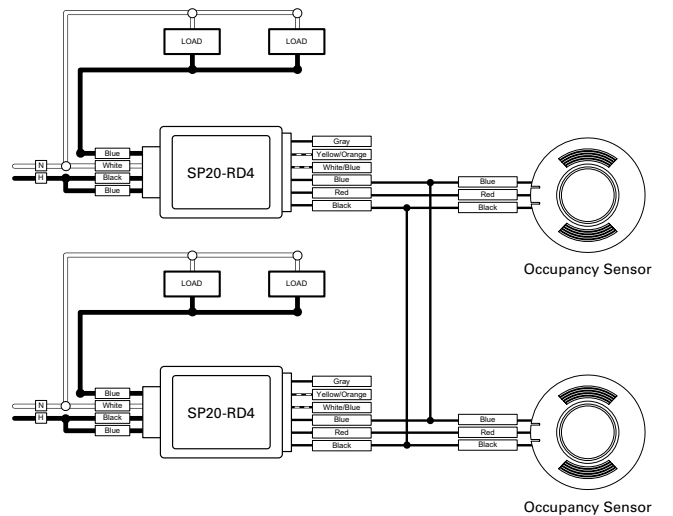 LOAD LOAD
Blue
N White
H Black
Blue
SP20-RD4
Gray
Yellow/Orange
White/Blue
Blue Blue
Red Red
Black Black
Occupancy Sensor
LOAD LOAD
Blue
N White
H Black
Blue
SP20-RD4
Gray
Yellow/Orange
White/Blue
Blue Blue
Red Red
Black Black
Occupancy Sensor